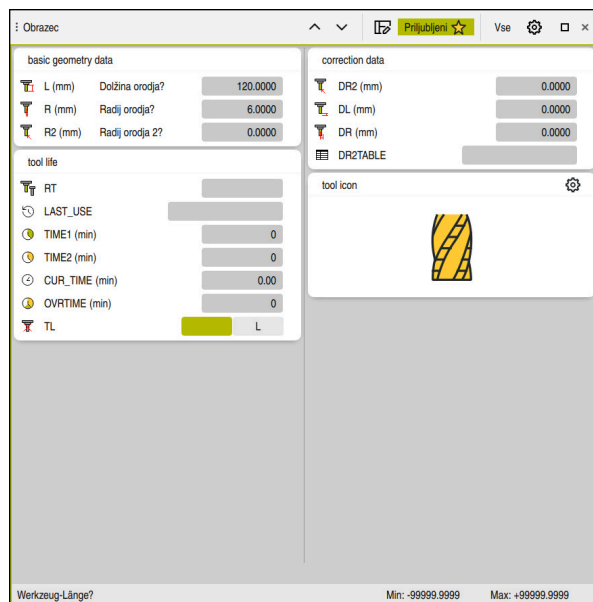 Obrazec Priljubljeni Vse
basic geometry data
L (mm) Dolžina orodja? 120.0000
R (mm) Radij orodja? 6.0000
R2 (mm) Radij orodja 2? 0.0000
tool life
RT
LAST_USE
TIME1 (min) 0
TIME2 (min) 0
CUR_TIME (min) 0.00
OVRTIME (min) 0
TL L
correction data
DR2 (mm) 0.0000
DL (mm) 0.0000
DR (mm) 0.0000
DR2TABLE
tool icon
Werkzeug-Länge? Min: -99999.9999 Max: +99999.9999